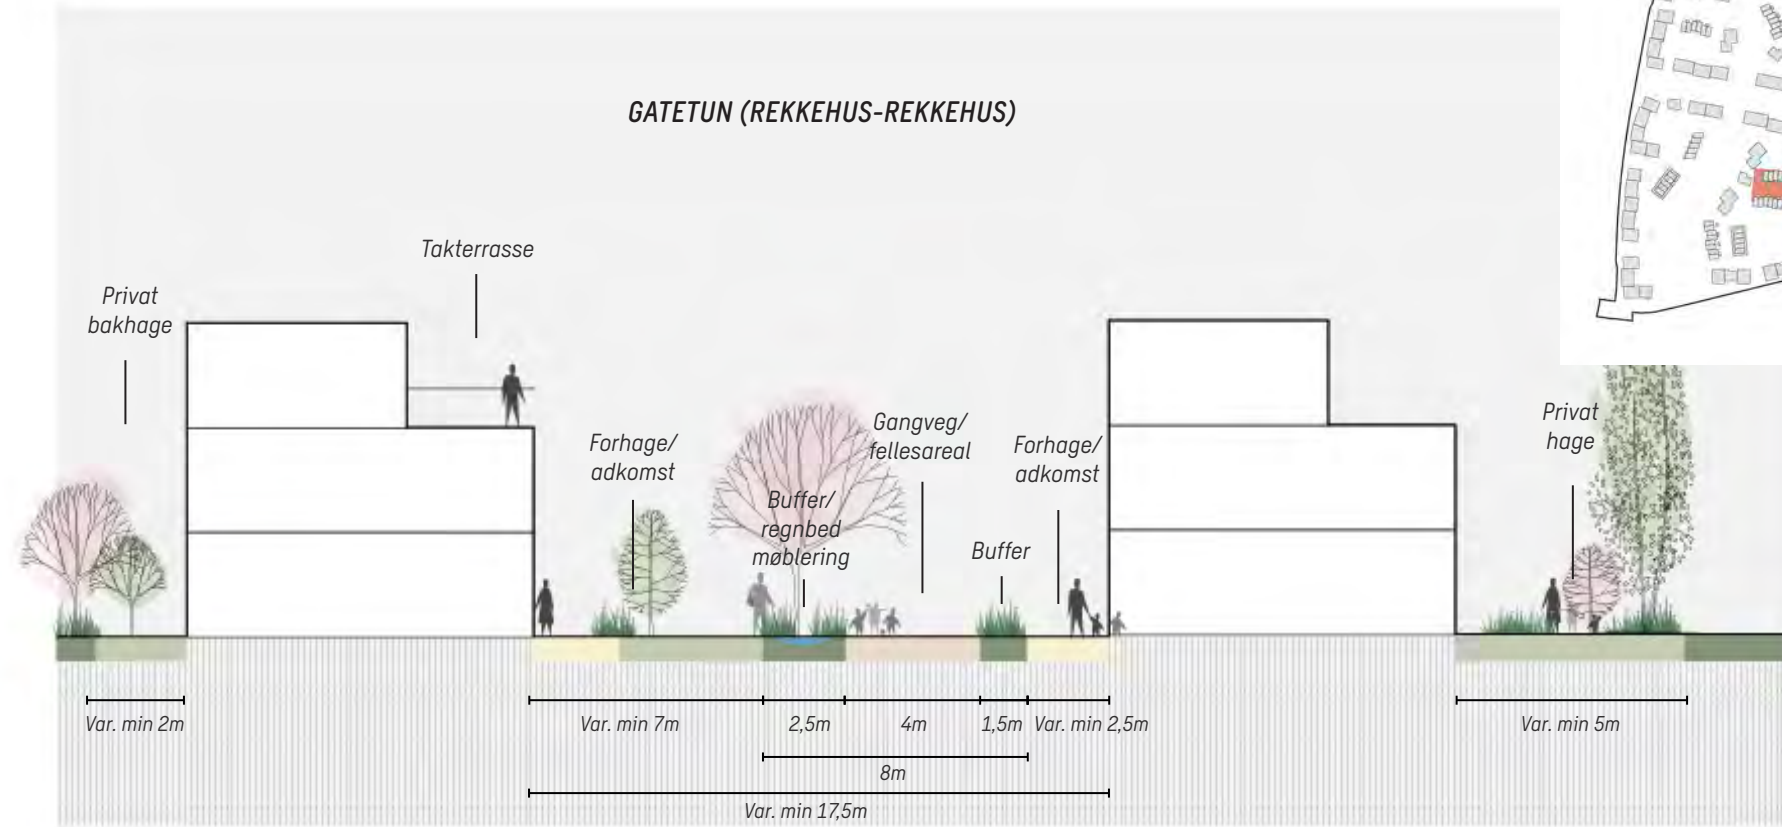 GATETUN (REKKEHUS-REKKEHUS)
Takterrasse
Privat
bakhage
Forhage/
adkomst
Buffer/
regnbed
møblering
Gangveg/
fellesareal
Buffer
Forhage/
adkomst
Privat
hage
Var. min 2m
Var. min 7m
2,5m
4m
1,5m
Var. min 2,5m
Var. min 5m
8m
Var. min 17,5m